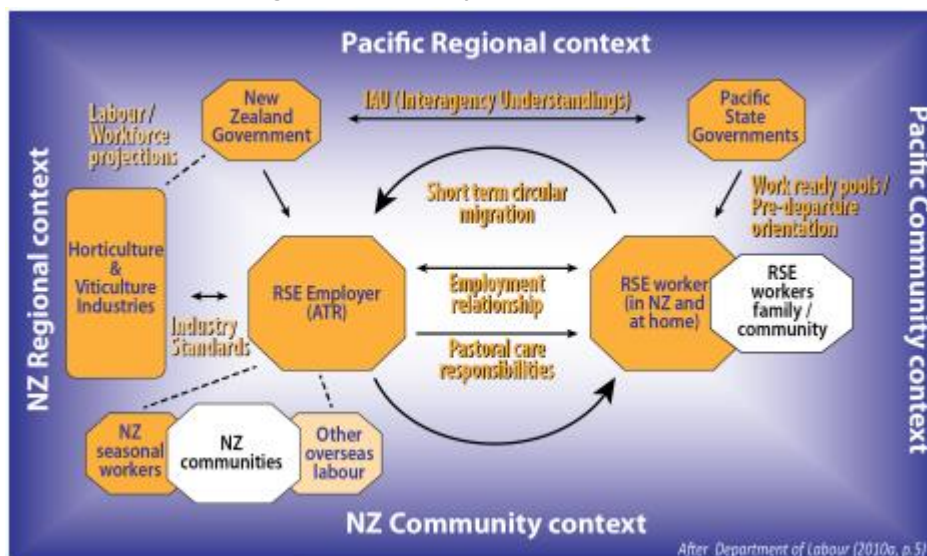 Pacific Regional context
New
Zealand
Government
IAU (Interagency Understandings)
Pacific
State
Governments
Labour /
Workforce
projections
Short term circular
migration
Work ready pools /
Pre-departure
orientation
NZ Regional context
Pacific Community context
Horticulture
&
Viticulture
Industries
RSE Employer
(ATR)
Employment
relationship
RSE worker
(in NZ and
at home)
RSE
workers
family /
community
Industry
Standards
Pastoral care
responsibilities
NZ
seasonal
workers
NZ
communities
Other
overseas
labour
NZ Community context
After Department of Labour (2010a, p.5)